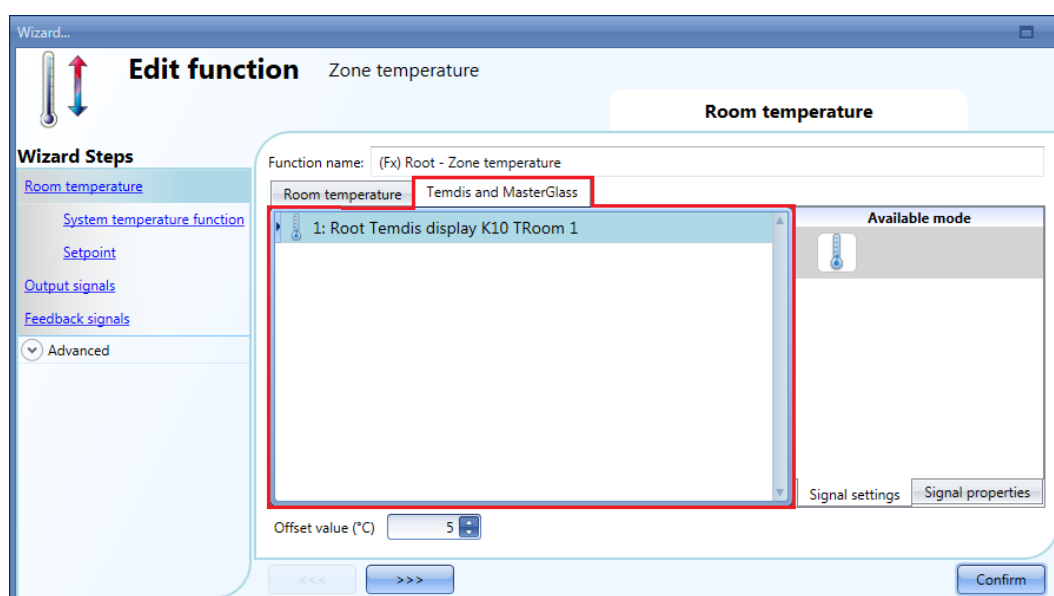 Wizard...
Edit function Zone temperature
Room temperature
Wizard Steps
Room temperature
System temperature function
Setpoint
Output signals
Feedback signals
Advanced
Function name: (Fx) Root - Zone temperature
Room temperature Temdis and MasterGlass
1: Root Temdis display K10 TRoom 1
Available mode
Signal settings Signal properties
Offset value (°C) 5
<<< >>> Confirm